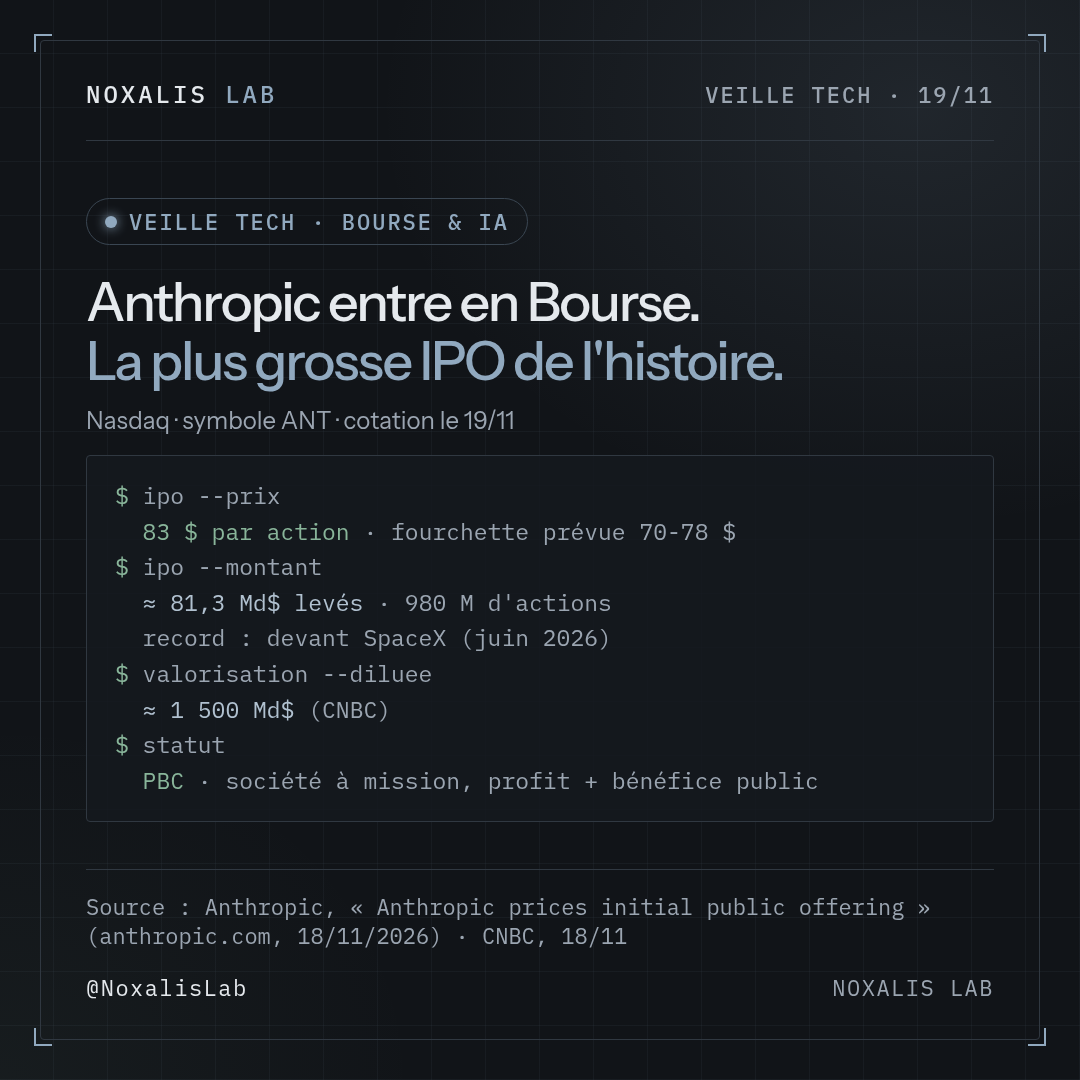 NOXALIS LAB
VEILLE TECH · 19/11
VEILLE TECH · BOURSE & IA
Anthropic entre en Bourse.
La plus grosse IPO de l'histoire.
Nasdaq · symbole ANT · cotation le 19/11
$ ipo --prix
83 $ par action · fourchette prévue 70-78 $
$ ipo --montant
≈ 81,3 Md$ levés · 980 M d'actions
record : devant SpaceX (juin 2026)
$ valorisation --diluee
≈ 1 500 Md$ (CNBC)
$ statut
PBC · société à mission, profit + bénéfice public
Source : Anthropic, « Anthropic prices initial public offering »
(anthropic.com, 18/11/2026) · CNBC, 18/11
@NoxalisLab
NOXALIS LAB